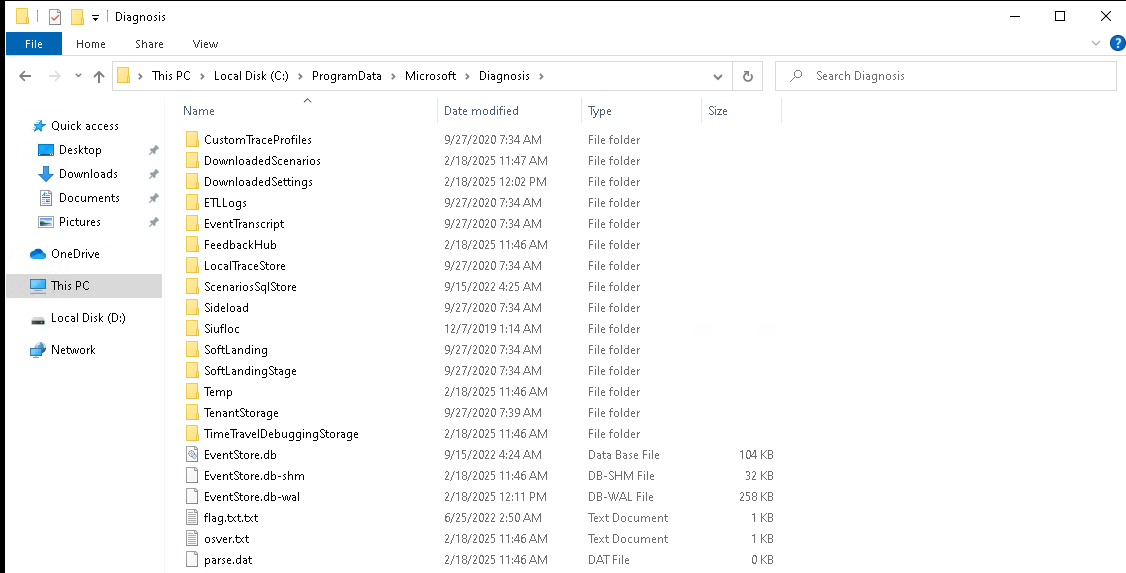 Diagnosis
File Home Share View
This PC Local Disk (C:) ProgramData Microsoft Diagnosis Search Diagnosis
Name Date modified Type Size
Quick access
Desktop
Downloads
Documents
Pictures
OneDrive
This PC
Local Disk (D:)
Network
CustomTraceProfiles 9/27/2020 7:34 AM File folder
DownloadedScenarios 2/18/2025 11:47 AM File folder
DownloadedSettings 2/18/2025 12:02 PM File folder
ETLLogs 9/27/2020 7:34 AM File folder
EventTranscript 9/27/2020 7:34 AM File folder
FeedbackHub 2/18/2025 11:46 AM File folder
LocalTraceStore 9/27/2020 7:34 AM File folder
ScenariosSqlStore 9/15/2022 4:25 AM File folder
Sideload 9/27/2020 7:34 AM File folder
Siufloc 12/7/2019 1:14 AM File folder
SoftLanding 9/27/2020 7:34 AM File folder
SoftLandingStage 9/27/2020 7:34 AM File folder
Temp 2/18/2025 11:46 AM File folder
TenantStorage 9/27/2020 7:39 AM File folder
TimeTravelDebuggingStorage 2/18/2025 11:46 AM File folder
EventStore.db 9/15/2022 4:24 AM Data Base File 104 KB
EventStore.db-shm 2/18/2025 11:46 AM DB-SHM File 32 KB
EventStore.db-wal 2/18/2025 12:11 PM DB-WAL File 258 KB
flag.txt.txt 6/25/2022 2:50 AM Text Document 1 KB
osver.txt 2/18/2025 11:46 AM Text Document 1 KB
parse.dat 2/18/2025 11:46 AM DAT File 0 KB